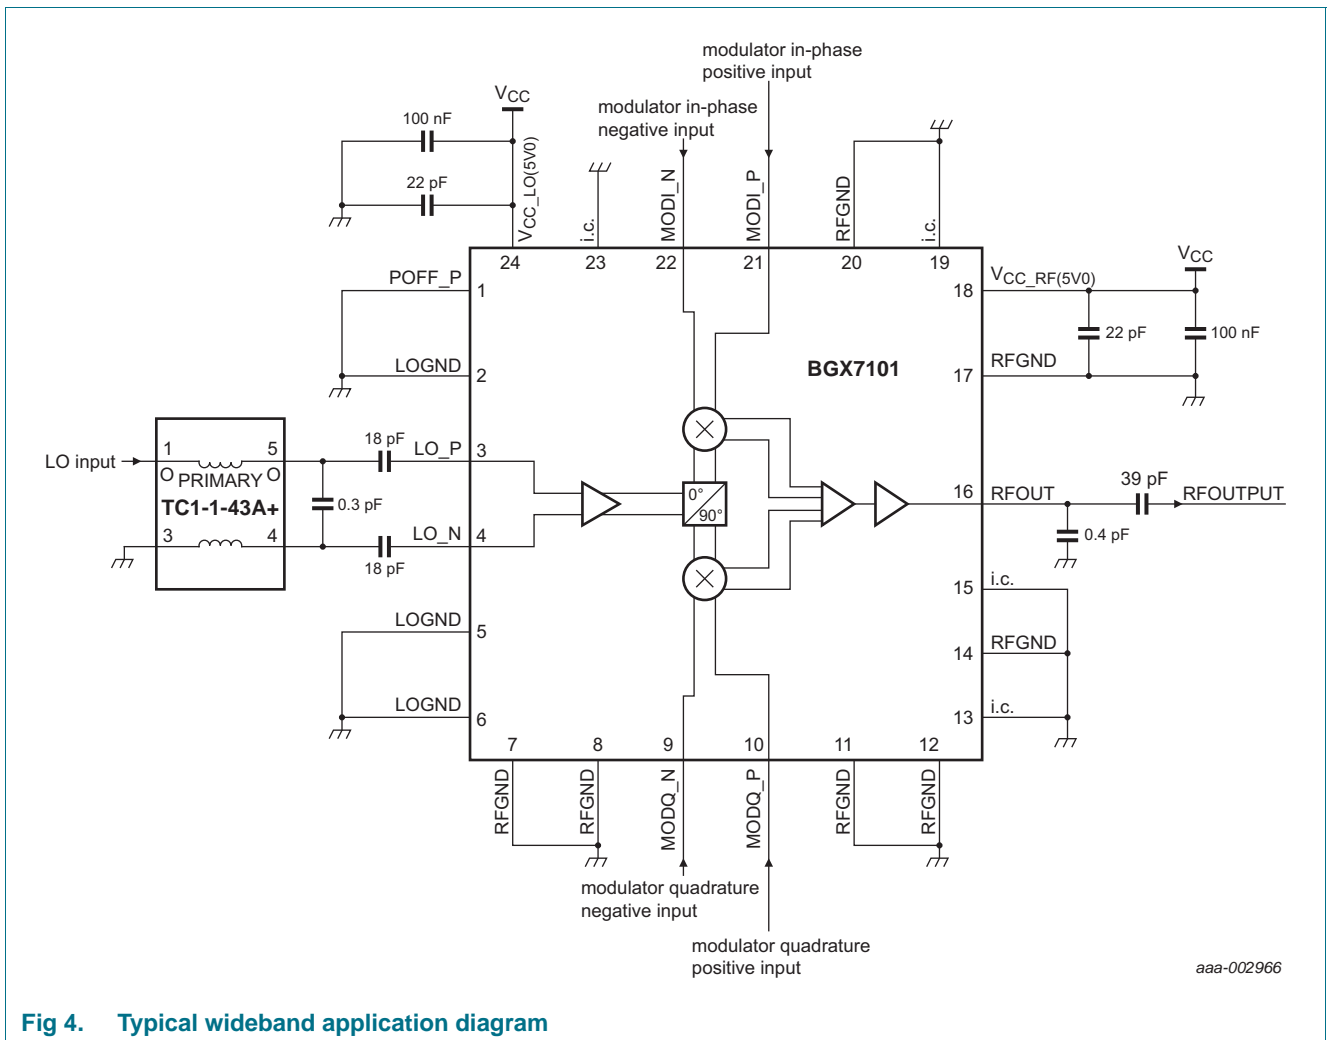 modulator in-phase
positive input
VCC
modulator in-phase
negative input
100 nF
22 pF
VCC_LO(5V0)
i.c.
MODI_N
MODI_P
RFGND
i.c.
24
23
22
21
20
19
VCC
POFF_P
1
18
VCC_RF(5V0)
22 pF
100 nF
LOGND
2
BGX7101
17
RFGND
18 pF
LO_P
3
LO input
1
5
O PRIMARY O
TC1-1-43A+
0.3 pF
3
4
LO_N
4
18 pF
0°
90°
16
RFOUT
39 pF
RFOUTPUT
0.4 pF
15
i.c.
LOGND
5
14
RFGND
LOGND
6
13
i.c.
7
8
9
10
11
12
RFGND
RFGND
MODQ_N
MODQ_P
RFGND
RFGND
modulator quadrature
negative input
modulator quadrature
positive input
aaa-002966
Fig 4. Typical wideband application diagram